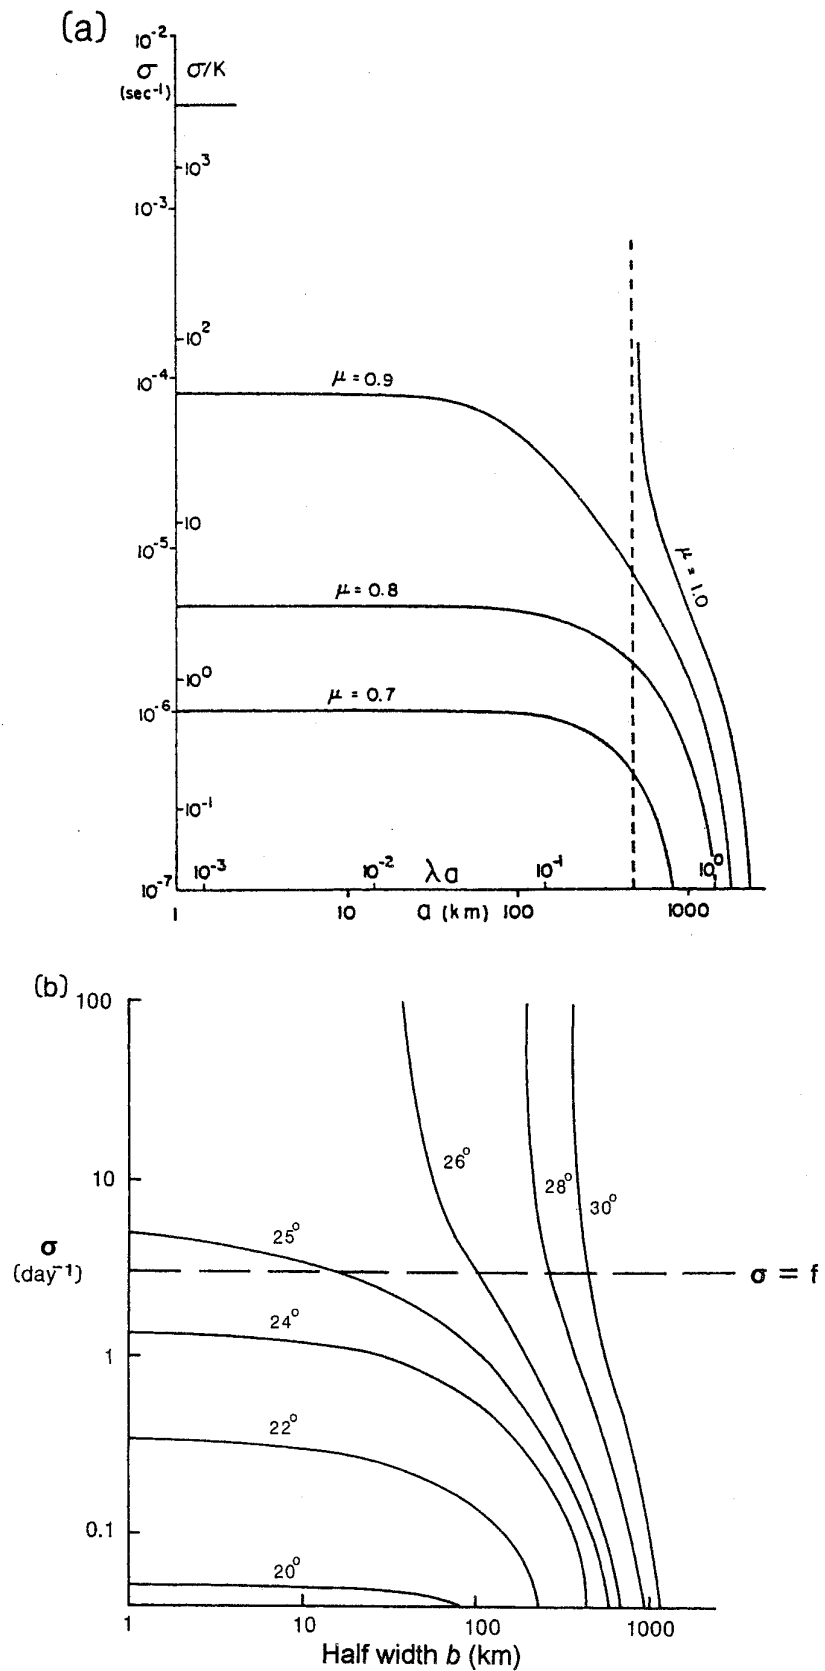 (a)
10⁻²
σ σ/K
(sec⁻¹)
10³
10⁻³
10²
10⁻⁴
μ = 0.9
10
10⁻⁵
μ = 1.0
μ = 0.8
10⁰
μ = 0.7
10⁻⁶
10⁻¹
10⁻³ 10⁻² λa 10⁻¹ 10⁰
10⁻⁷
1 10 a (km) 100 1000
(b)
100
26°
10
28°
30°
25°
σ
(day⁻¹)
σ = f
24°
1
22°
0.1
20°
1 10 100 1000
Half width b (km)